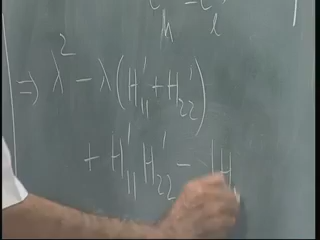 ⇒ λ² - λ(H'₁₁ + H'₂₂)
+ H'₁₁ H'₂₂ - |H